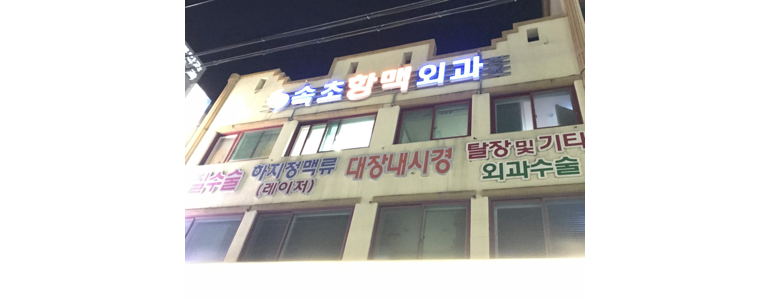 속초항맥외과
하지정맥류
(레이저)
대장내시경
탈장및기타
외과수술